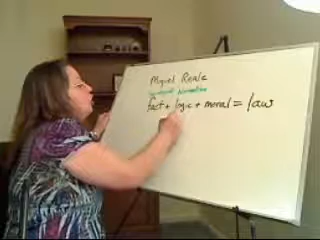 Miguel Reale
fact + logic + moral = law